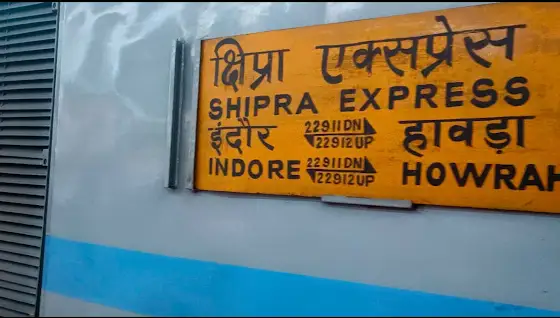 क्षिप्रा एक्सप्रेस
SHIPRA EXPRESS
इंदौर 22911DN 22912UP हावड़ा
INDORE 22911DN 22912UP HOWRAH